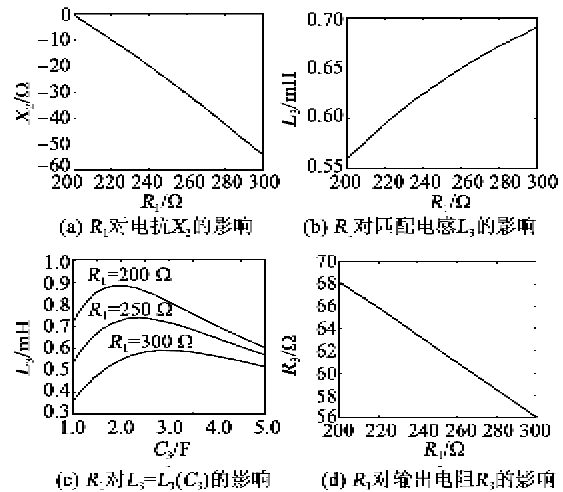 X₂/Ω
0
−10
−20
−30
−40
−50
−60
200 220 240 260 280 300
R₁/Ω
(a) R₁对电抗X₂的影响
L₃/mH
0.70
0.65
0.60
0.55
200 220 240 260 280 300
R₁/Ω
(b) R₁对匹配电感L₃的影响
L₃/mH
1.0
0.9
0.8
0.7
0.6
0.5
0.4
0.3
R₁=200 Ω
R₁=250 Ω
R₁=300 Ω
1.0 2.0 3.0 4.0 5.0
C₃/F
(c) R₁对L₃=L₃(C₃)的影响
R₃/Ω
70
68
66
64
62
60
58
56
200 220 240 260 280 300
R₁/Ω
(d) R₁对输出电阻R₃的影响